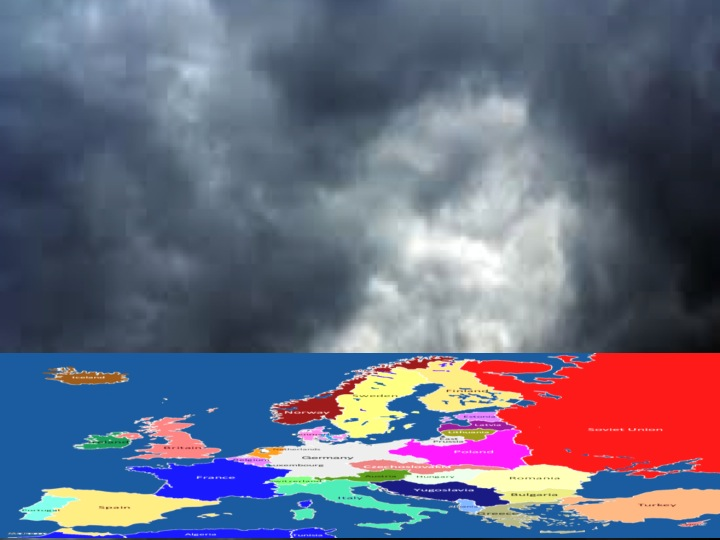 Iceland
Norway
Sweden
Finland
Estonia
Latvia
Lithuania
East
Prussia
Soviet Union
Ireland
Britain
Netherlands
Belgium
Luxembourg
Germany
Poland
Czechoslovakia
France
Switzerland
Austria
Hungary
Romania
Yugoslavia
Bulgaria
Italy
Portugal
Spain
Greece
Turkey
Algeria
Tunisia